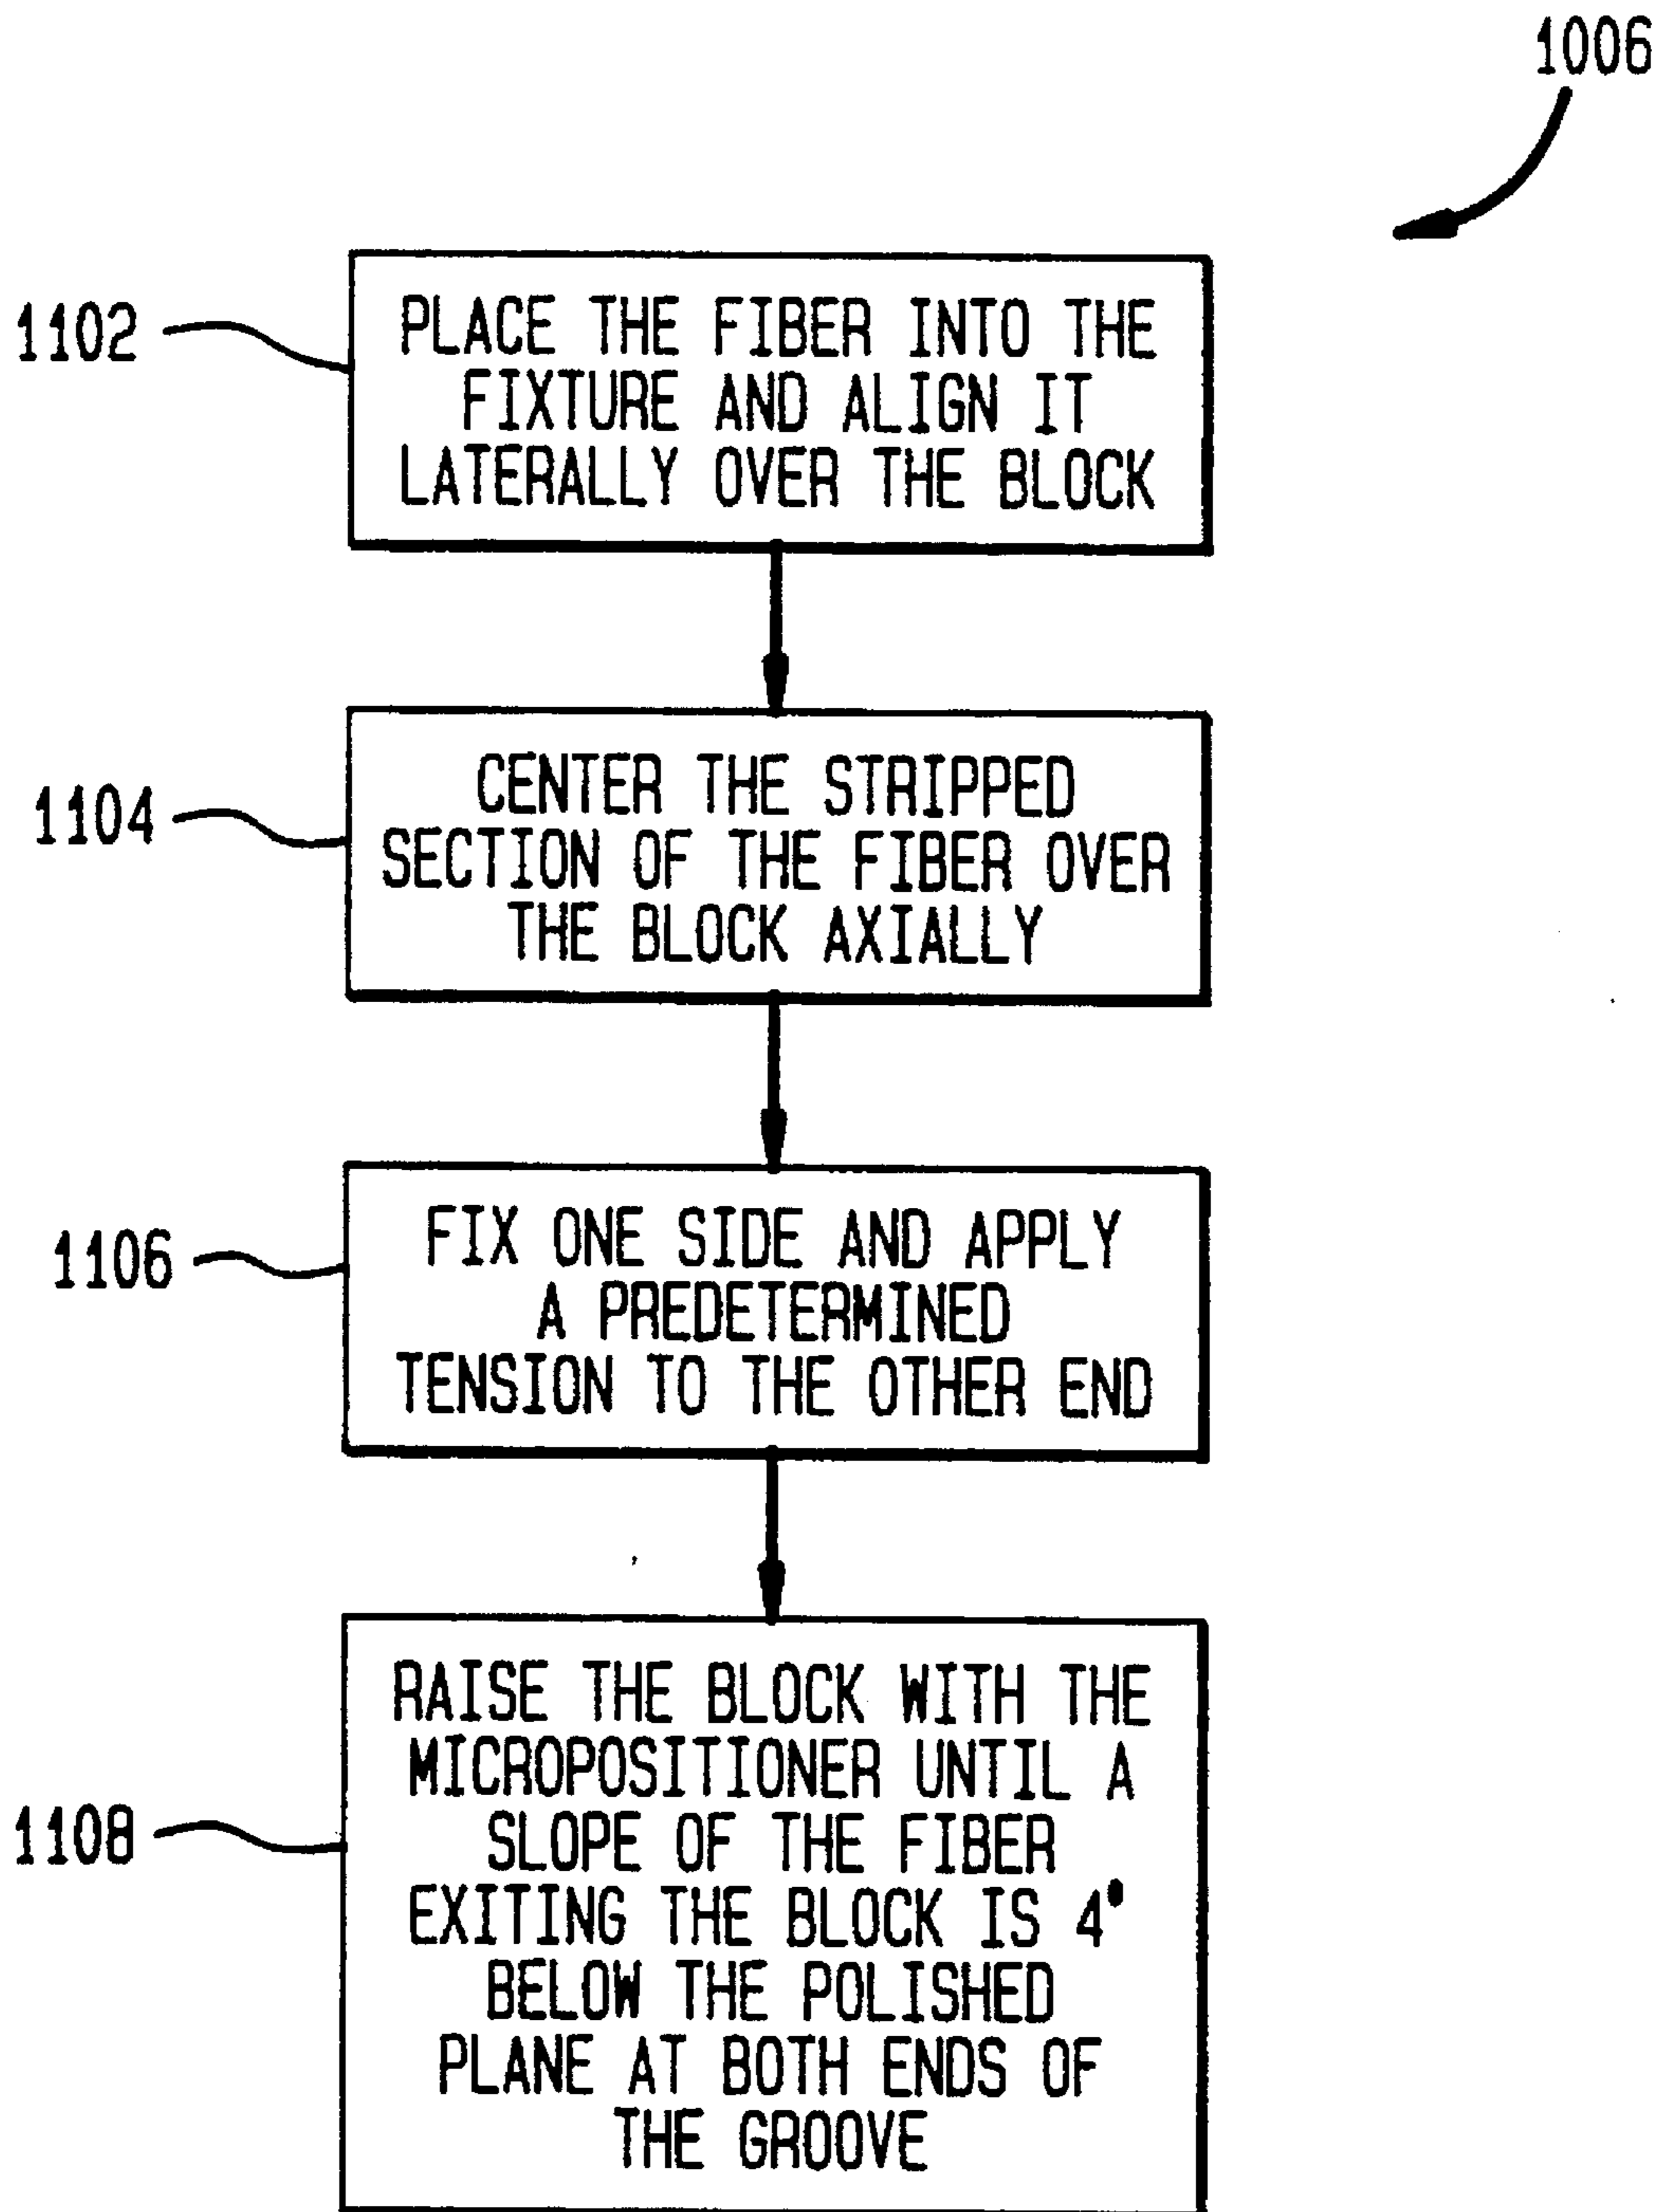 1006
1102
PLACE THE FIBER INTO THE
FIXTURE AND ALIGN IT
LATERALLY OVER THE BLOCK
1104
CENTER THE STRIPPED
SECTION OF THE FIBER OVER
THE BLOCK AXIALLY
1106
FIX ONE SIDE AND APPLY
A PREDETERMINED
TENSION TO THE OTHER END
1108
RAISE THE BLOCK WITH THE
MICROPOSITIONER UNTIL A
SLOPE OF THE FIBER
EXITING THE BLOCK IS 4°
BELOW THE POLISHED
PLANE AT BOTH ENDS OF
THE GROOVE